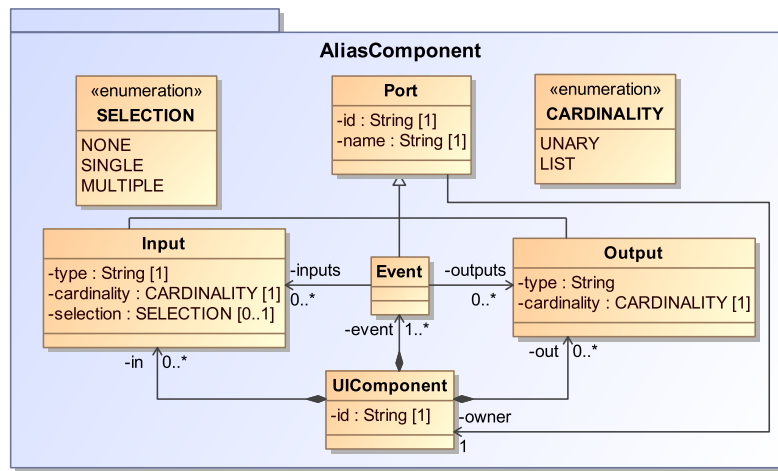 AliasComponent
«enumeration»
SELECTION
NONE
SINGLE
MULTIPLE
Port
-id : String [1]
-name : String [1]
«enumeration»
CARDINALITY
UNARY
LIST
Input
-type : String [1]
-cardinality : CARDINALITY [1]
-selection : SELECTION [0..1]
-inputs
0..*
Event
-outputs
0..*
Output
-type : String
-cardinality : CARDINALITY [1]
-event 1..*
-in 0..*
-out 0..*
UIComponent
-id : String [1]
-owner
1